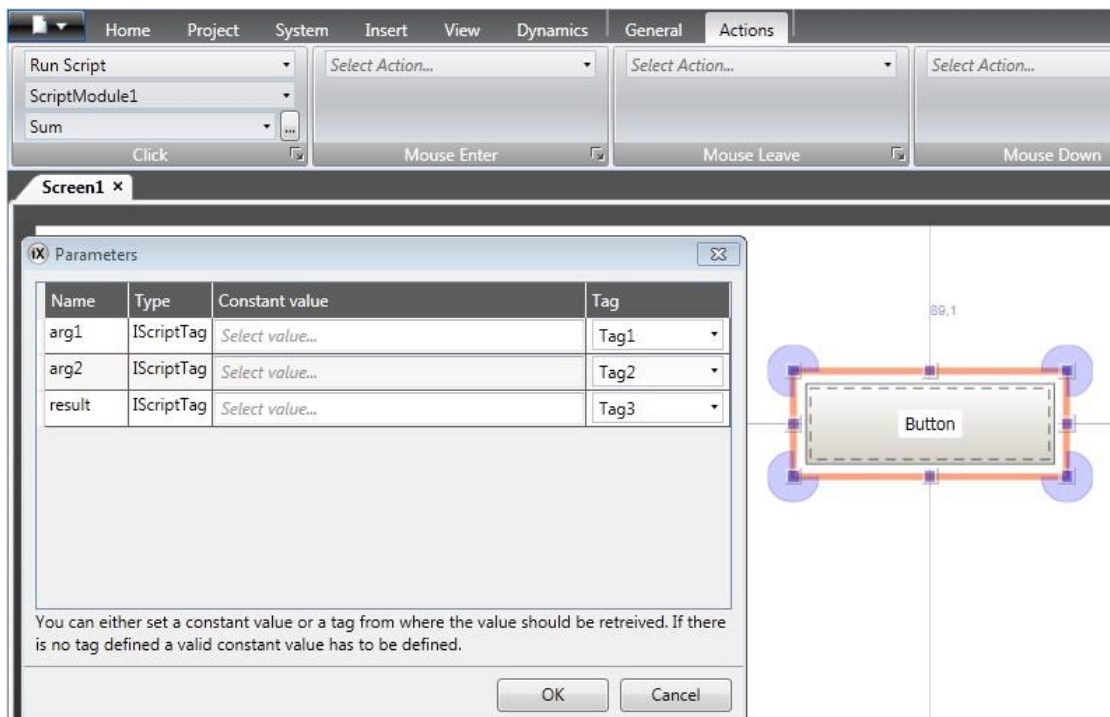 Home Project System Insert View Dynamics General Actions
Run Script
ScriptModule1
Sum
...
Click
Select Action...
Mouse Enter
Select Action...
Mouse Leave
Select Action...
Mouse Down
Screen1 ×
iX Parameters
Name Type Constant value Tag
arg1 IScriptTag Select value... Tag1
arg2 IScriptTag Select value... Tag2
result IScriptTag Select value... Tag3
You can either set a constant value or a tag from where the value should be retreived. If there
is no tag defined a valid constant value has to be defined.
OK Cancel
89,1
Button